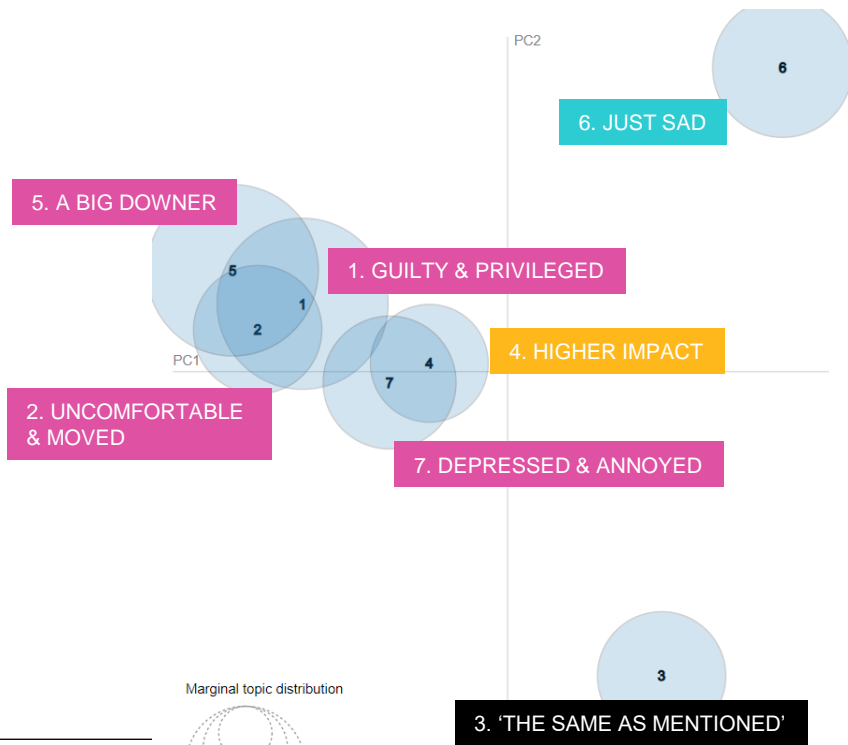 PC2
6
6. JUST SAD
5. A BIG DOWNER
5
1. GUILTY & PRIVILEGED
1
2
4. HIGHER IMPACT
PC1
4
7
2. UNCOMFORTABLE
& MOVED
7. DEPRESSED & ANNOYED
3
Marginal topic distribution
3. ‘THE SAME AS MENTIONED’